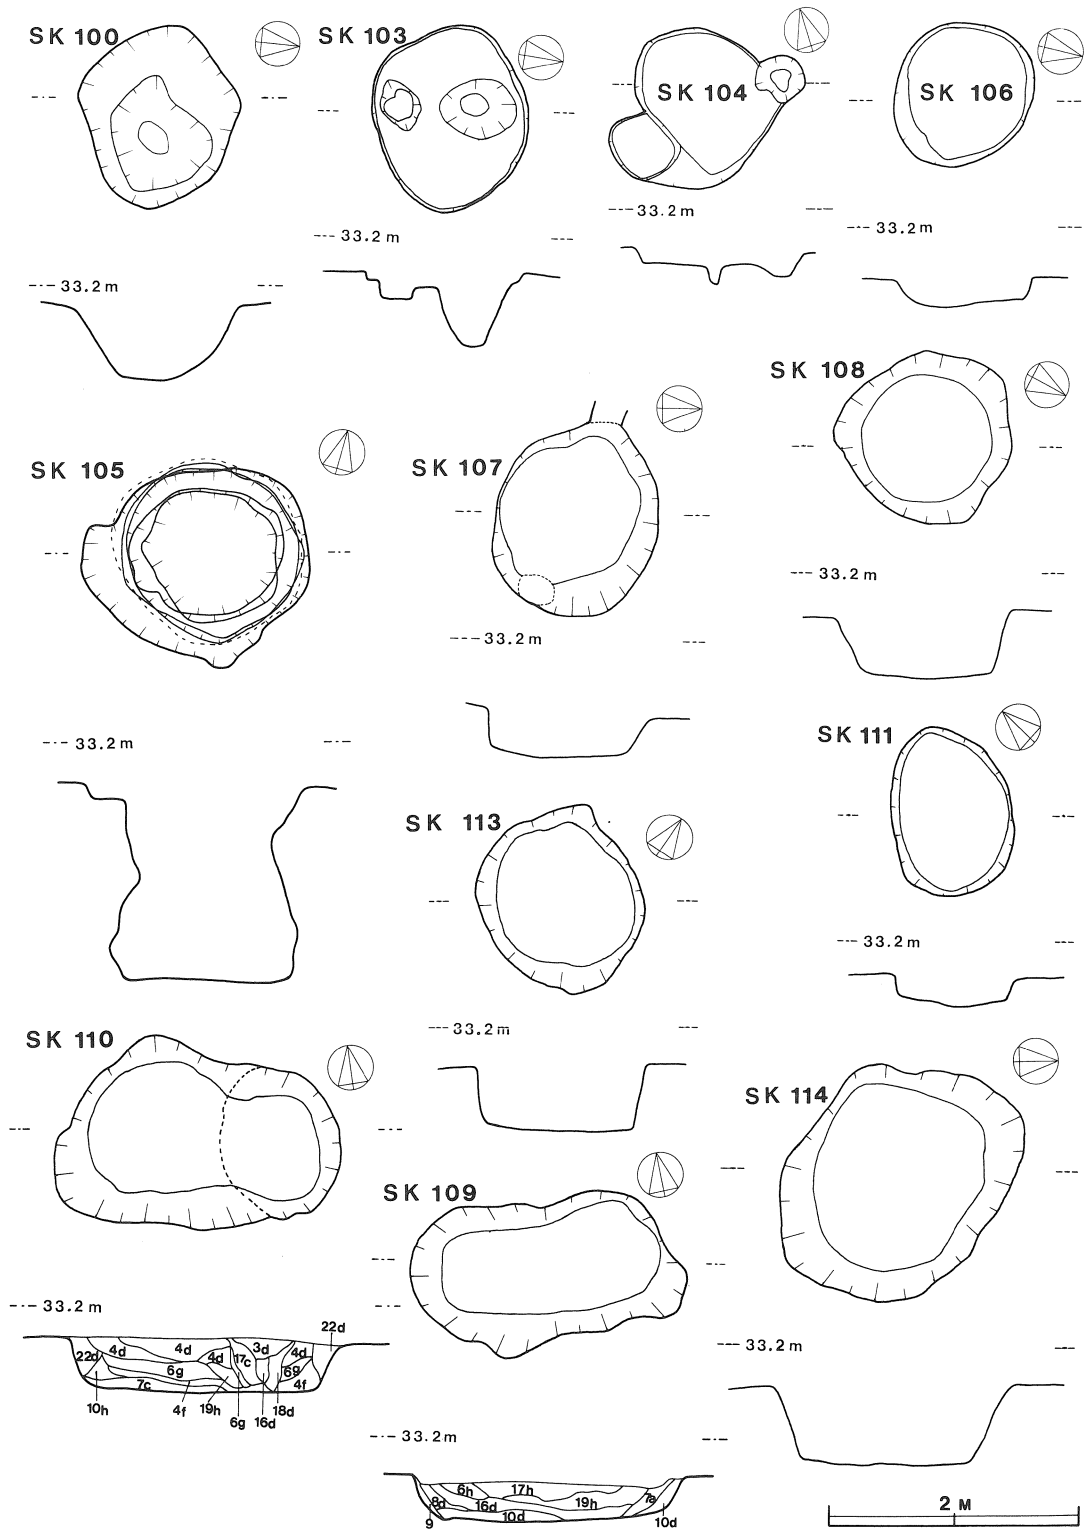 SK 100
SK 103
SK 104
SK 106
33.2 m
33.2 m
33.2 m
33.2 m
SK 108
SK 105
SK 107
33.2 m
33.2 m
33.2 m
SK 111
SK 113
33.2 m
33.2 m
SK 110
SK 114
SK 109
33.2 m
22d
22d 4d 4d 4d 17c 3d 4d
6g 6g
7c 4f
10h 4f 19h 6g 16d 18d
33.2 m
33.2 m
6h 17h
8d 16d 19h 7a
10d
9 10d
2 M